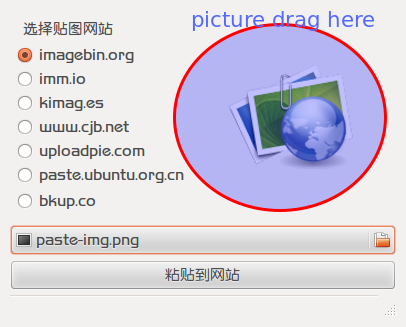 picture drag here
选择贴图网站
imagebin.org
imm.io
kimag.es
www.cjb.net
uploadpie.com
paste.ubuntu.org.cn
bkup.co
paste-img.png
粘贴到网站